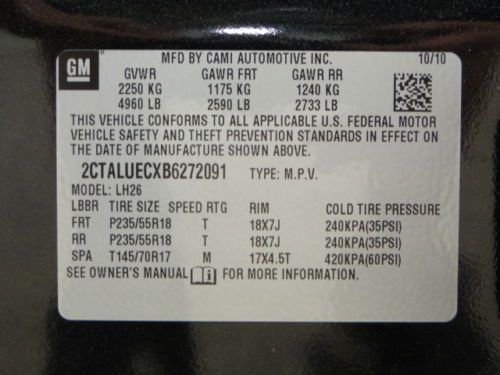 GM
MFD BY CAMI AUTOMOTIVE INC. 10/10
GVWR GAWR FRT GAWR RR
2250 KG 1175 KG 1240 KG
4960 LB 2590 LB 2733 LB
THIS VEHICLE CONFORMS TO ALL APPLICABLE U.S. FEDERAL MOTOR
VEHICLE SAFETY AND THEFT PREVENTION STANDARDS IN EFFECT ON
THE DATE OF MANUFACTURE SHOWN ABOVE.
2CTALUECXB6272091 TYPE: M.P.V.
MODEL: LH26
LBBR TIRE SIZE SPEED RTG RIM COLD TIRE PRESSURE
FRT P235/55R18 T 18X7J 240KPA(35PSI)
RR P235/55R18 T 18X7J 240KPA(35PSI)
SPA T145/70R17 M 17X4.5T 420KPA(60PSI)
SEE OWNER'S MANUAL FOR MORE INFORMATION.